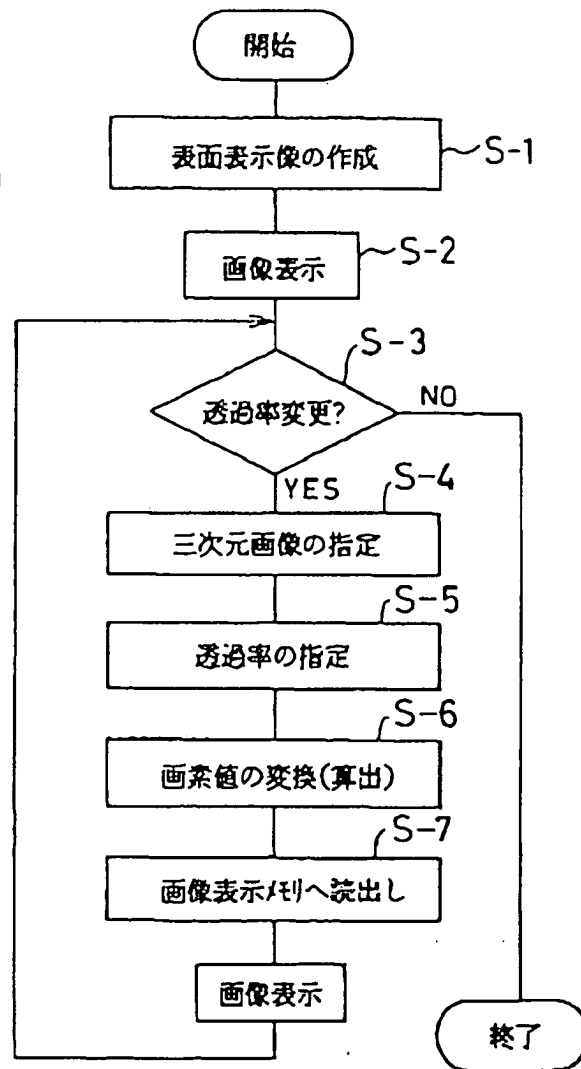 開始
表面表示像の作成
S-1
画像表示
S-2
S-3
透過率変更?
NO
YES
S-4
三次元画像の指定
S-5
透過率の指定
S-6
画素値の変換(算出)
S-7
画像表示メモリへ読出し
画像表示
終了